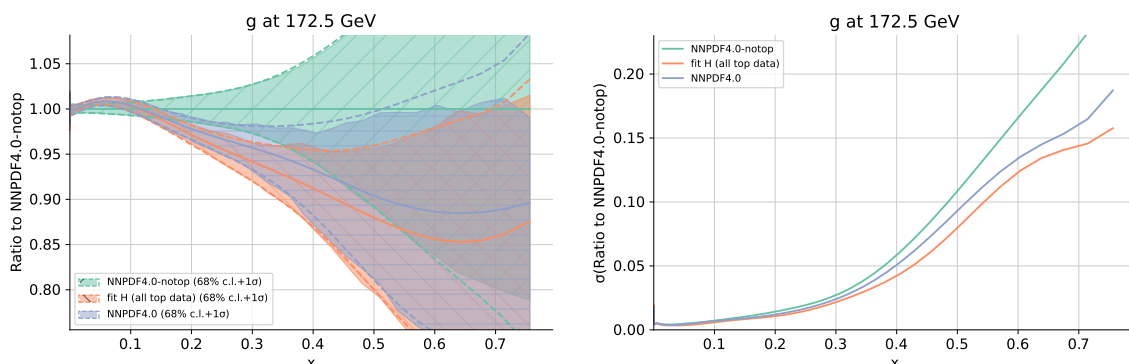 g at 172.5 GeV
Ratio to NNPDF4.0-notop
1.05
1.00
0.95
0.90
0.85
0.80
NNPDF4.0-notop (68% c.l.+1σ)
fit H (all top data) (68% c.l.+1σ)
NNPDF4.0 (68% c.l.+1σ)
0.1 0.2 0.3 0.4 0.5 0.6 0.7
x
g at 172.5 GeV
σ(Ratio to NNPDF4.0-notop)
0.20
0.15
0.10
0.05
0.00
NNPDF4.0-notop
fit H (all top data)
NNPDF4.0
0.1 0.2 0.3 0.4 0.5 0.6 0.7
x